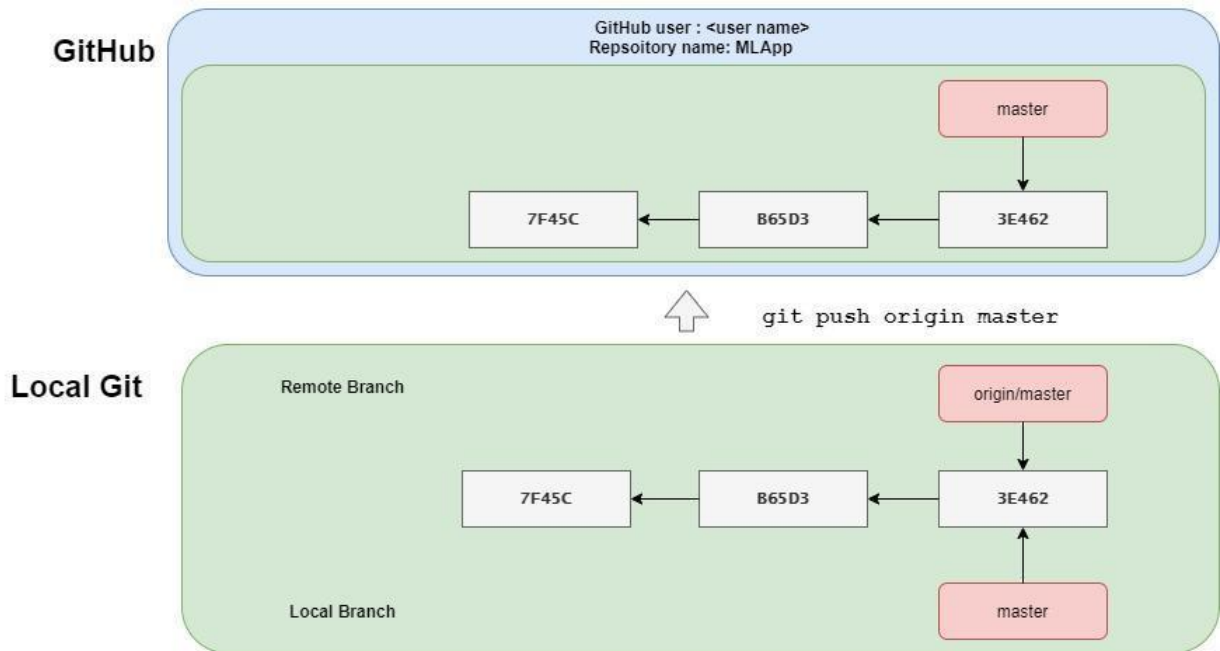 GitHub
GitHub user : <user name>
Repsoitory name: MLApp
master
7F45C
B65D3
3E462
git push origin master
Local Git
Remote Branch
origin/master
7F45C
B65D3
3E462
Local Branch
master